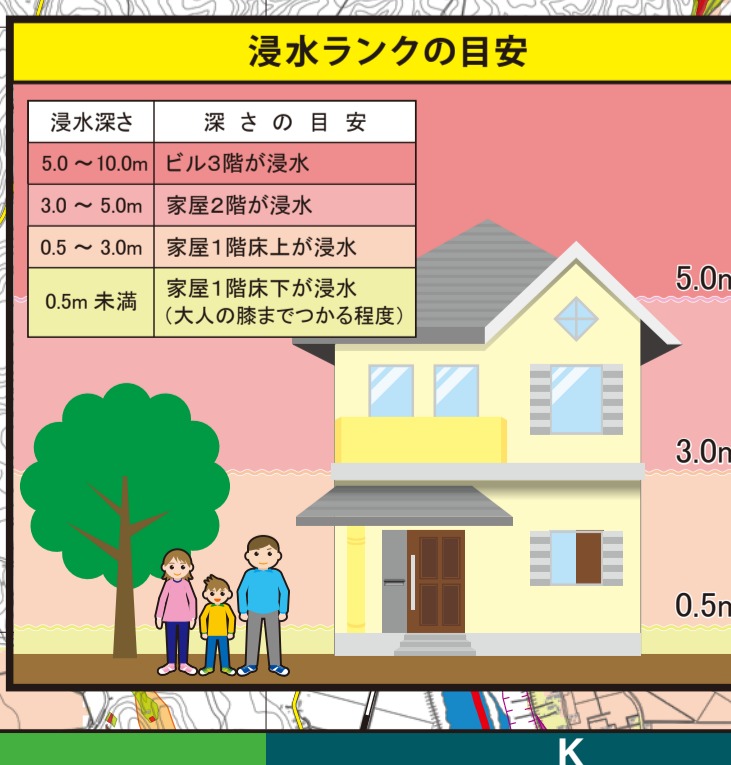 浸水ランクの目安
浸水深さ 深さの目安
5.0～10.0m ビル3階が浸水
3.0～5.0m 家屋2階が浸水
0.5～3.0m 家屋1階床上が浸水
0.5m未満 家屋1階床下が浸水
(大人の膝までつかる程度)
5.0m
3.0m
0.5m
K